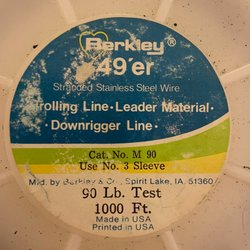 Berkley®
49'er
Stranded Stainless Steel Wire
Trolling Line · Leader Material ·
· Downrigger Line ·
Cat. No. M 90
Use No. 3 Sleeve
Mfd. by Berkley & Co., Spirit Lake, IA. 51360
90 Lb. Test
1000 Ft.
Made in USA
Printed in USA